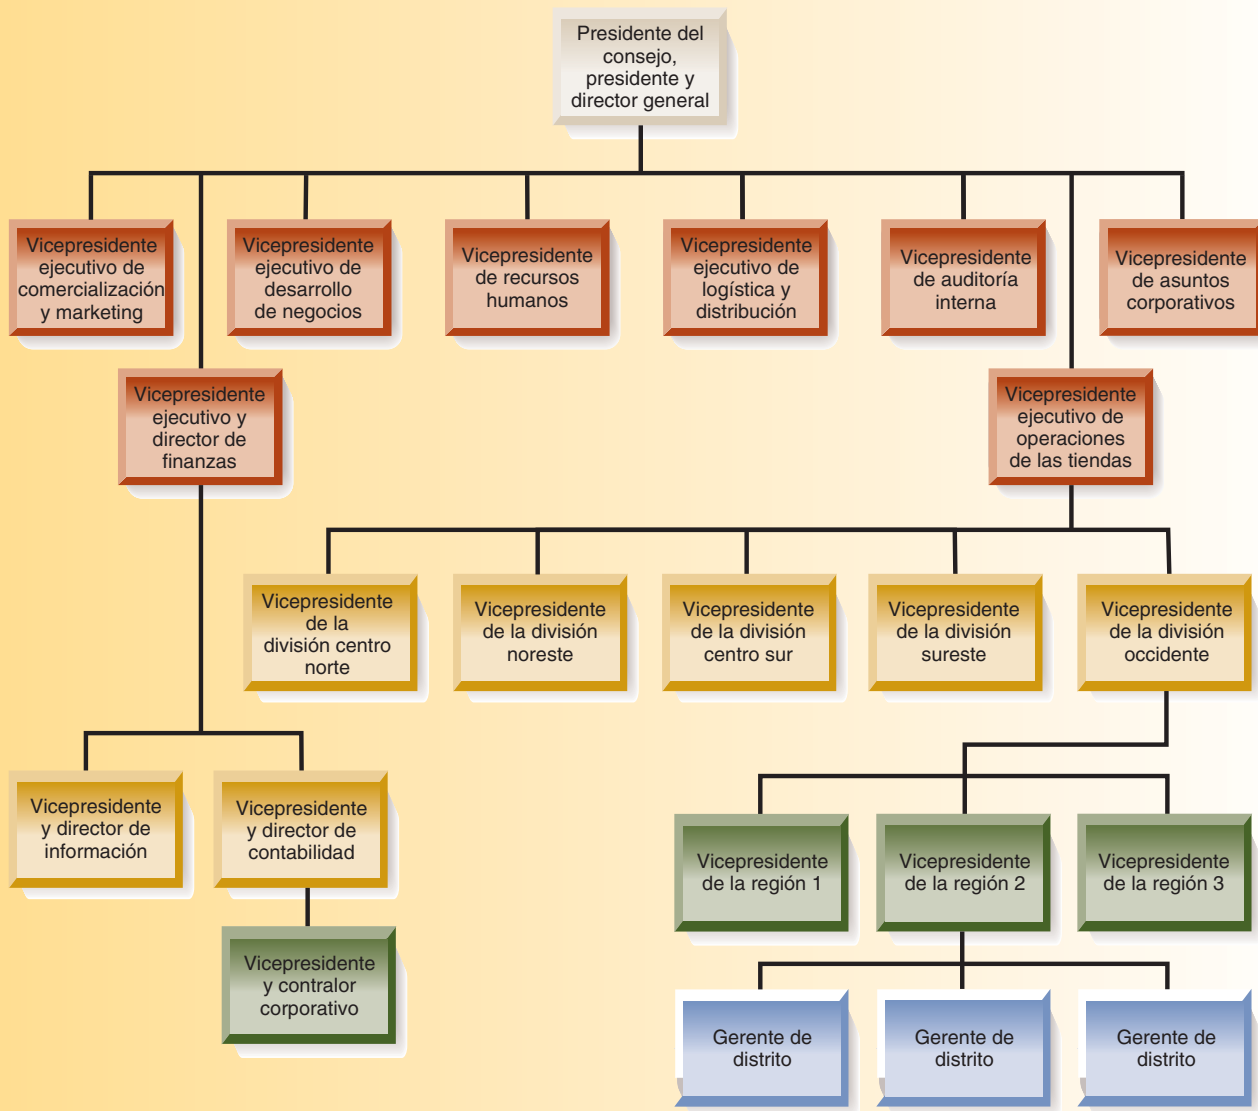 Presidente del
consejo,
presidente y
director general
Vicepresidente
ejecutivo de
comercialización
y marketing
Vicepresidente
ejecutivo de
desarrollo
de negocios
Vicepresidente
de recursos
humanos
Vicepresidente
ejecutivo de
logística y
distribución
Vicepresidente
de auditoría
interna
Vicepresidente
de asuntos
corporativos
Vicepresidente
ejecutivo y
director de
finanzas
Vicepresidente
ejecutivo de
operaciones
de las tiendas
Vicepresidente
de la
división centro
norte
Vicepresidente
de la división
noreste
Vicepresidente
de la división
centro sur
Vicepresidente
de la división
sureste
Vicepresidente
de la división
occidente
Vicepresidente
y director de
información
Vicepresidente
y director de
contabilidad
Vicepresidente
de la región 1
Vicepresidente
de la región 2
Vicepresidente
de la región 3
Vicepresidente
y contralor
corporativo
Gerente de
distrito
Gerente de
distrito
Gerente de
distrito